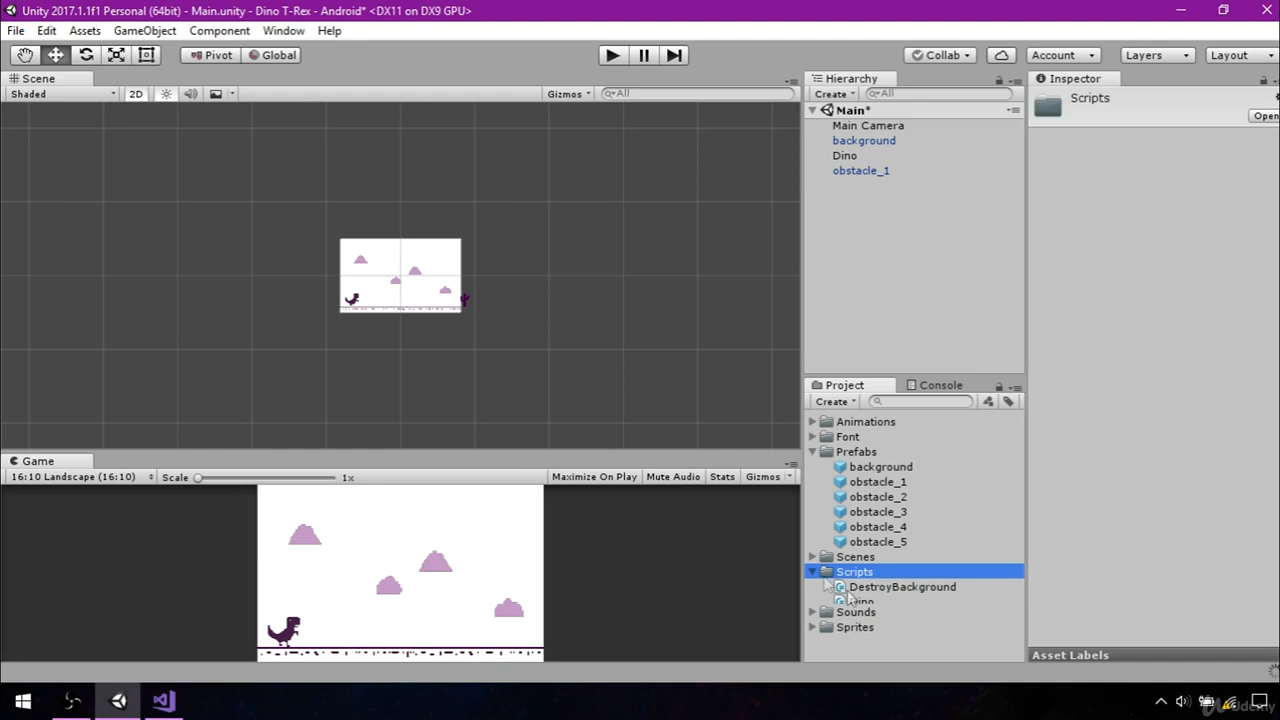 Unity 2017.1.1f1 Personal (64bit) - Main.unity - Dino T-Rex - Android* <DX11 on DX9 GPU>
File Edit Assets GameObject Component Window Help
Pivot Global Collab Account Layers Layout
Scene Hierarchy Inspector
Shaded 2D Gizmos All Create All Scripts
Main* Open
Main Camera
background
Dino
obstacle_1
Project Console
Create
Animations
Font
Prefabs
background
obstacle_1
obstacle_2
obstacle_3
obstacle_4
obstacle_5
Scenes
Scripts
DestroyBackground
Sounds
Sprites
Game
16:10 Landscape (16:10) Scale 1x Maximize On Play Mute Audio Stats Gizmos
Asset Labels
Udemy